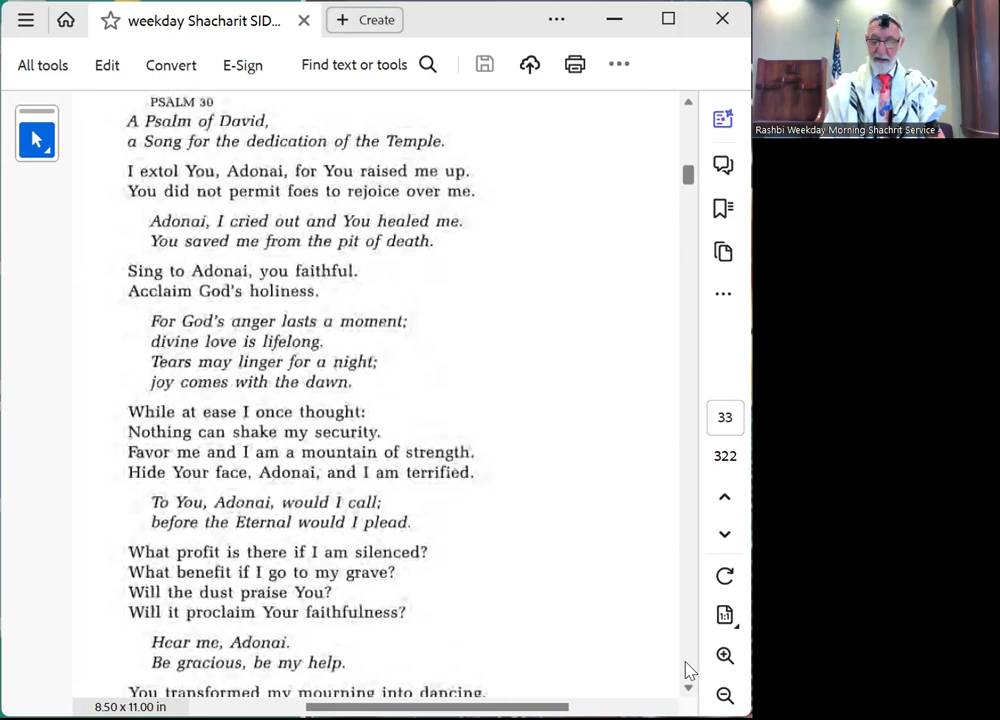 weekday Shacharit SID...
Create
All tools
Edit
Convert
E-Sign
Find text or tools
PSALM 30
A Psalm of David,
a Song for the dedication of the Temple.
I extol You, Adonai, for You raised me up.
You did not permit foes to rejoice over me.
Adonai, I cried out and You healed me.
You saved me from the pit of death.
Sing to Adonai, you faithful.
Acclaim God's holiness.
For God's anger lasts a moment;
divine love is lifelong.
Tears may linger for a night;
joy comes with the dawn.
While at ease I once thought:
Nothing can shake my security.
Favor me and I am a mountain of strength.
Hide Your face, Adonai, and I am terrified.
To You, Adonai, would I call;
before the Eternal would I plead.
What profit is there if I am silenced?
What benefit if I go to my grave?
Will the dust praise You?
Will it proclaim Your faithfulness?
Hear me, Adonai.
Be gracious, be my help.
You transformed my mourning into dancing,
8.50 x 11.00 in
33
322
1:1
Rashbi Weekday Morning Shachrit Service